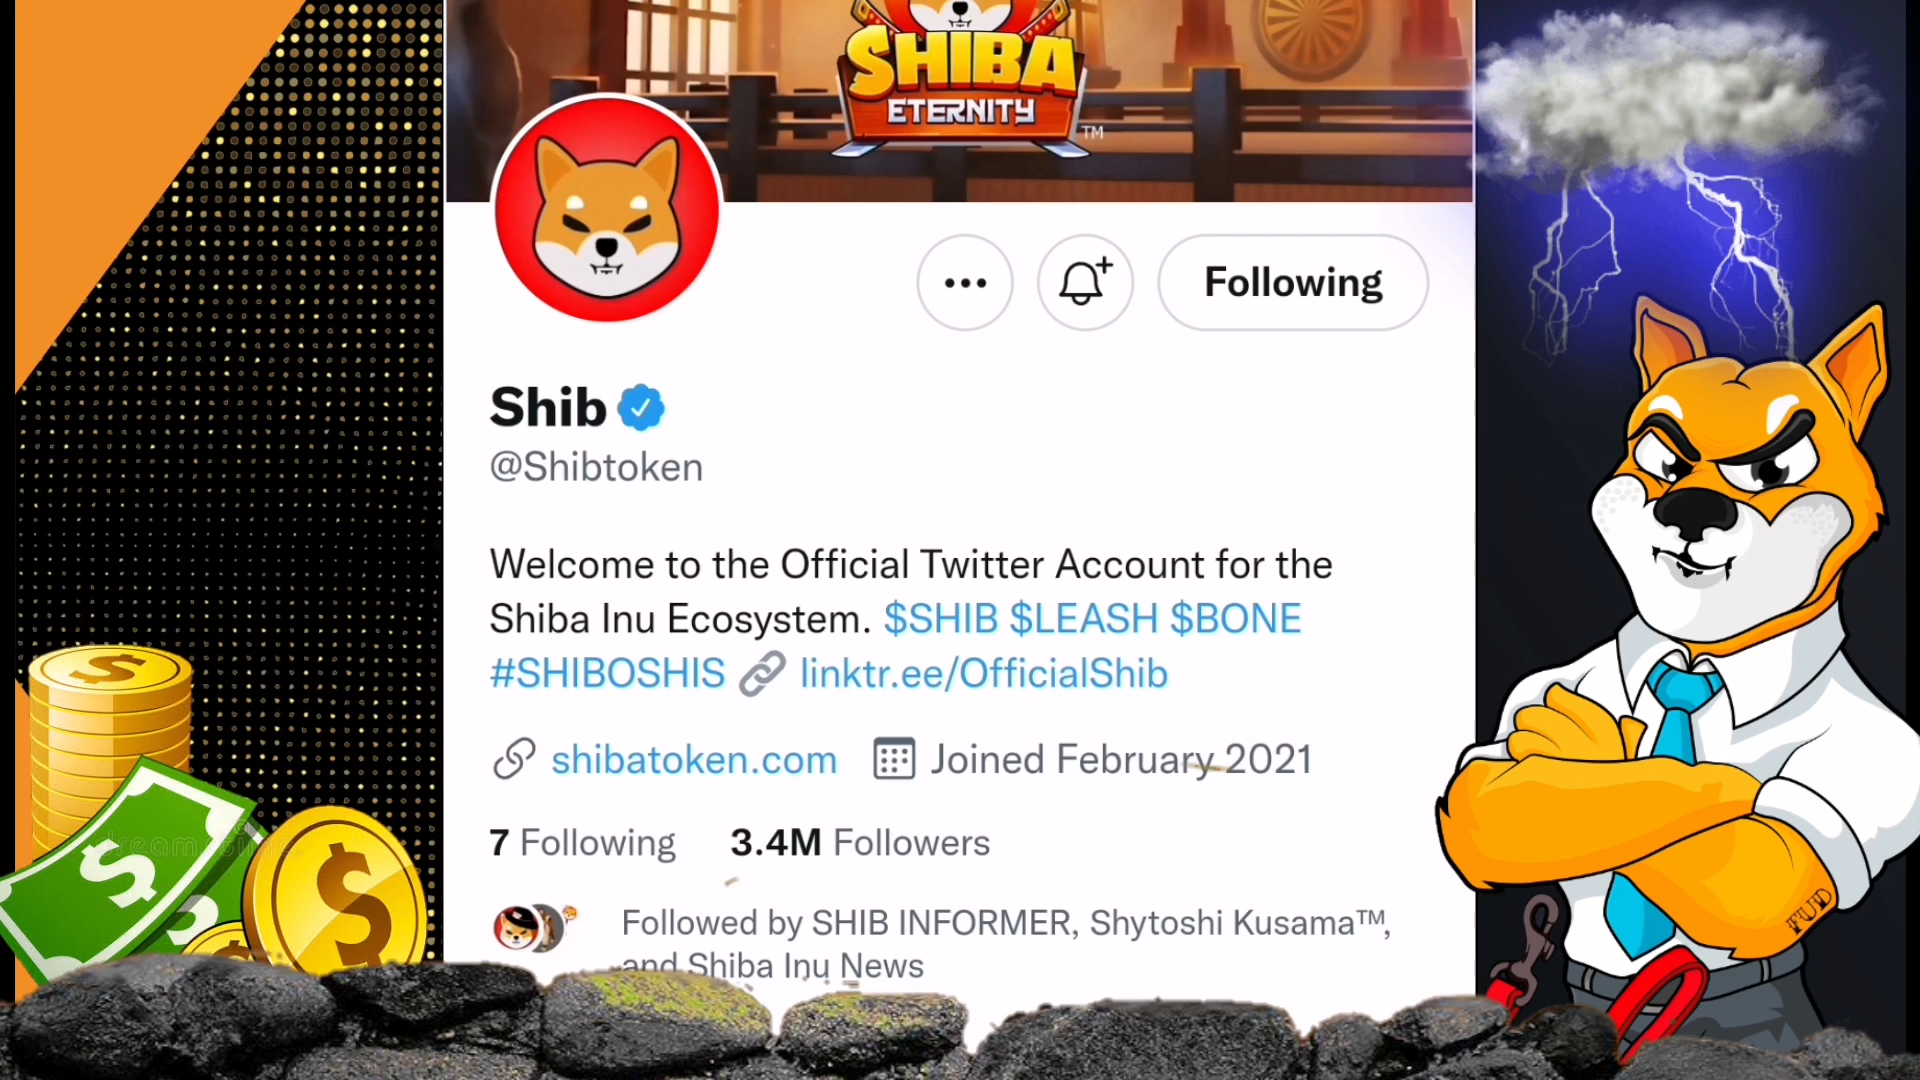 SHIBA
ETERNITY
TM
Following
Shib
@Shibtoken
Welcome to the Official Twitter Account for the
Shiba Inu Ecosystem. $SHIB $LEASH $BONE
#SHIBOSHIS linktr.ee/OfficialShib
shibatoken.com Joined February 2021
7 Following 3.4M Followers
Followed by SHIB INFORMER, Shytoshi Kusama™,
and Shiba Inu News
FUD
$
$
$